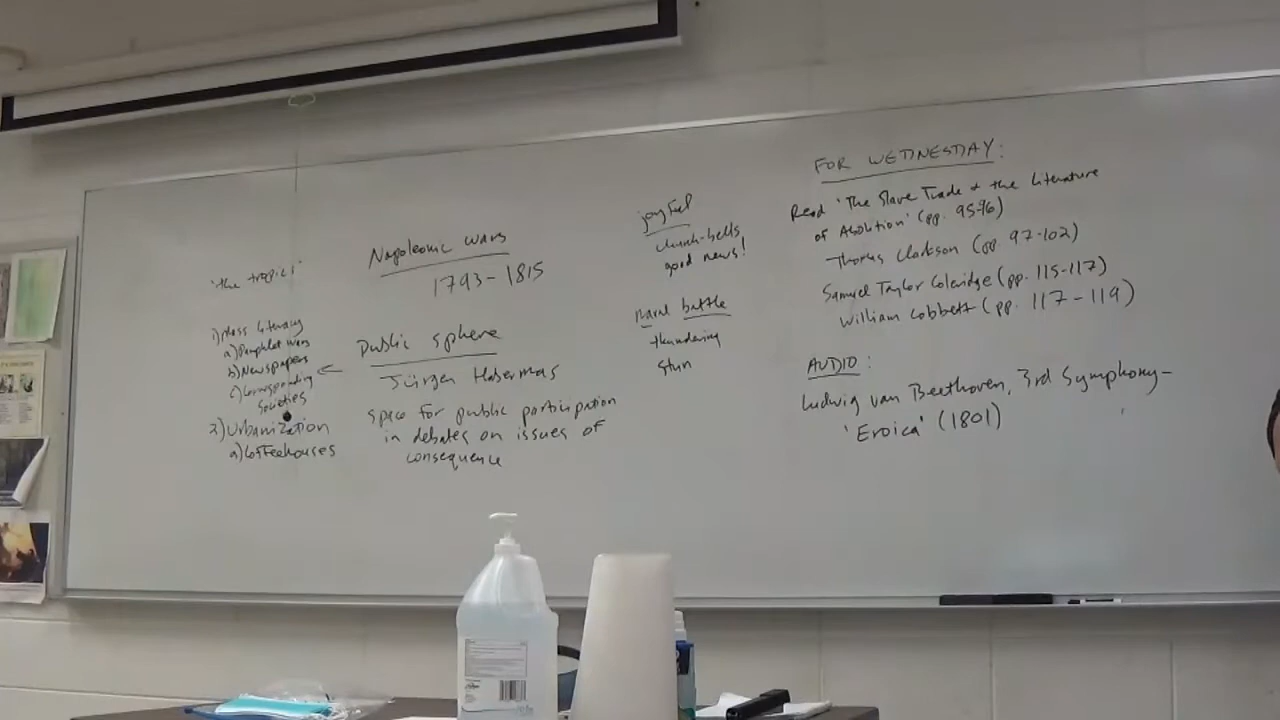 'the tropics'
1) Mass Literacy
a) Pamphlet wars
b) Newspapers
c) Corresponding
Societies
2) Urbanization
a) Coffeehouses
Napoleonic wars
1793-1815
Public sphere
Jürgen Habermas
space for public participation
in debates on issues of
consequence
joyful
church-bells
good news!
naval battle
thundering
stun
FOR WEDNESDAY:
Read 'The Slave Trade & the Literature
of Abolition' (pp. 95-96)
Thomas Clarkson (pp. 97-102)
Samuel Taylor Coleridge (pp. 115-117)
William Cobbett (pp. 117-119)
AUDIO:
Ludwig van Beethoven, 3rd Symphony-
'Eroica' (1801)